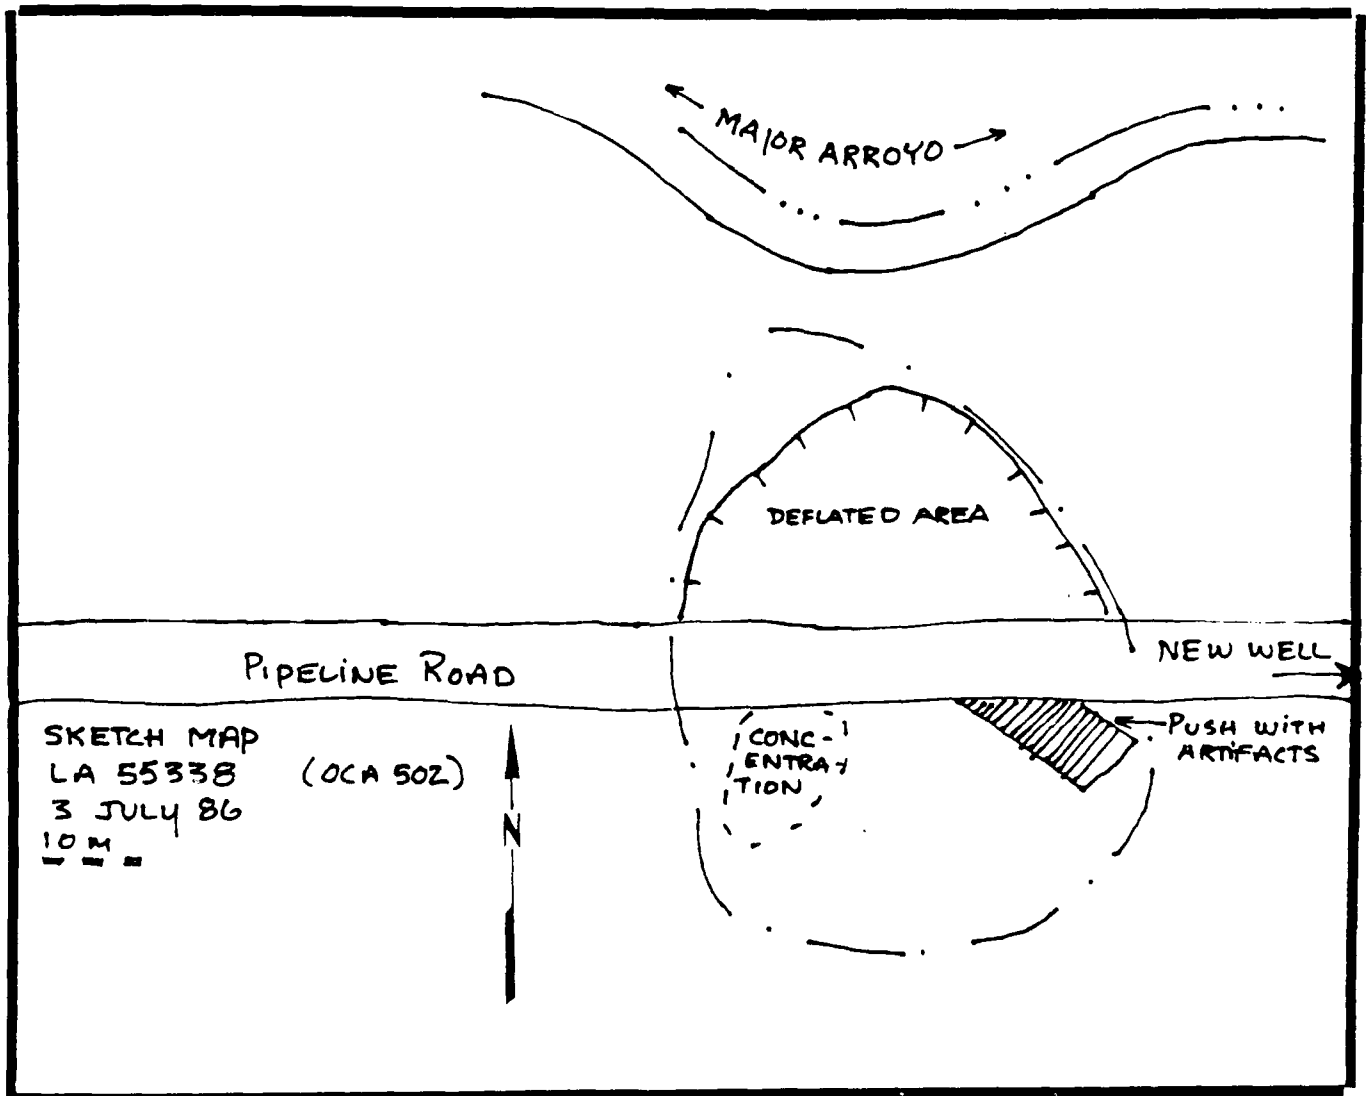 MAJOR ARROYO
DEFLATED AREA
PIPELINE ROAD
NEW WELL
SKETCH MAP
LA 55338 (OCA 502)
3 JULY 86
10 M
N
CONC-
ENTRA-
TION
PUSH WITH
ARTIFACTS